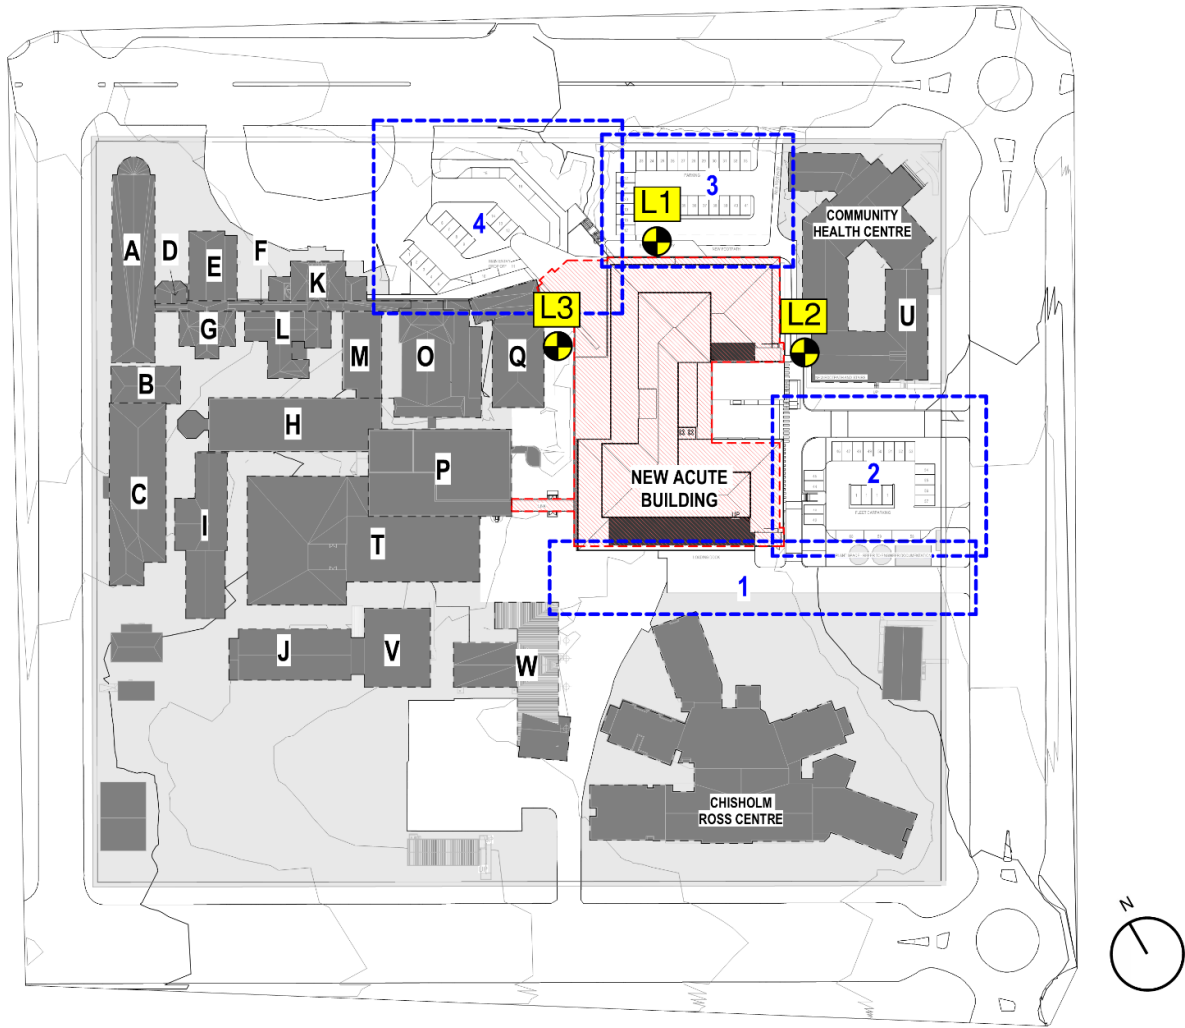 3
L1
4
COMMUNITY
HEALTH CENTRE
A
D
E
F
K
L3
L2
U
G
L
M
O
Q
B
H
P
2
C
NEW ACUTE
BUILDING
I
T
1
J
V
W
CHISHOLM
ROSS CENTRE
N